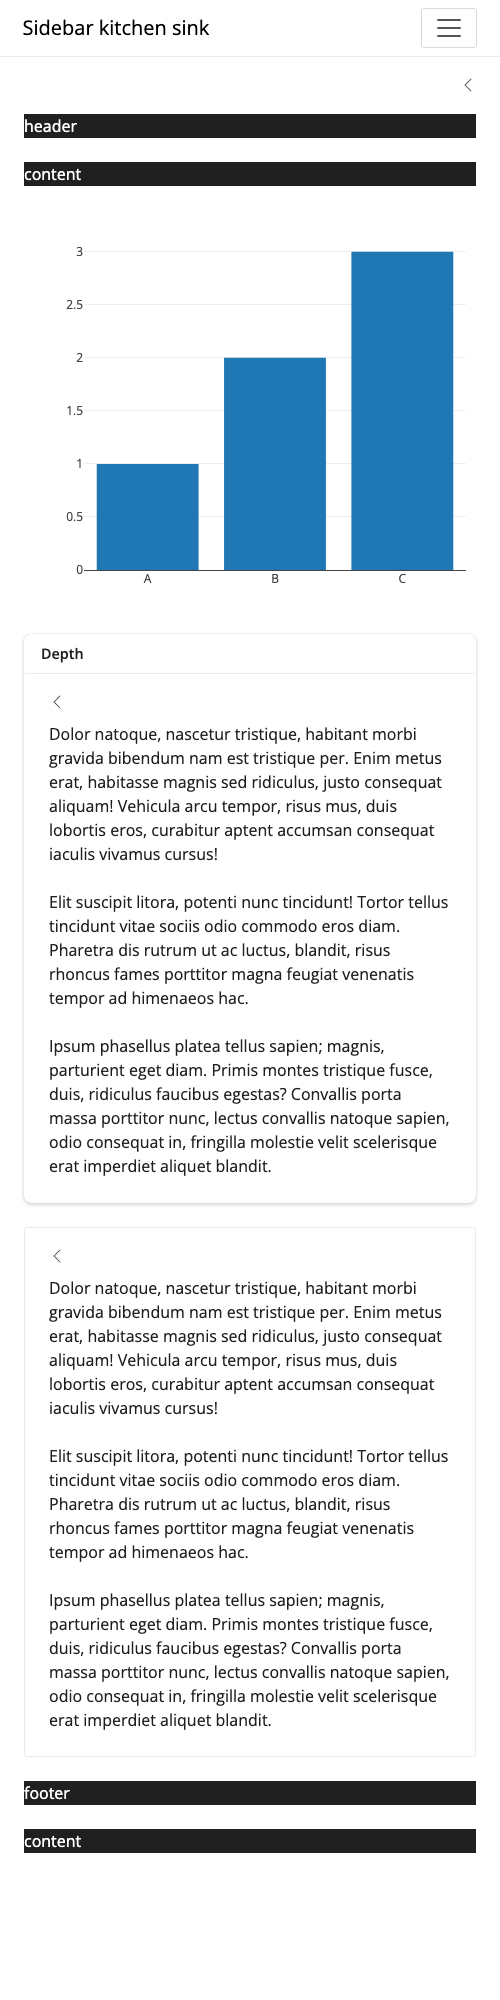 Sidebar kitchen sink
header
content
3
2.5
2
1.5
1
0.5
0
A B C
Depth
Dolor natoque, nascetur tristique, habitant morbi
gravida bibendum nam est tristique per. Enim metus
erat, habitasse magnis sed ridiculus, justo consequat
aliquam! Vehicula arcu tempor, risus mus, duis
lobortis eros, curabitur aptent accumsan consequat
iaculis vivamus cursus!
Elit suscipit litora, potenti nunc tincidunt! Tortor tellus
tincidunt vitae sociis odio commodo eros diam.
Pharetra dis rutrum ut ac luctus, blandit, risus
rhoncus fames porttitor magna feugiat venenatis
tempor ad himenaeos hac.
Ipsum phasellus platea tellus sapien; magnis,
parturient eget diam. Primis montes tristique fusce,
duis, ridiculus faucibus egestas? Convallis porta
massa porttitor nunc, lectus convallis natoque sapien,
odio consequat in, fringilla molestie velit scelerisque
erat imperdiet aliquet blandit.
Dolor natoque, nascetur tristique, habitant morbi
gravida bibendum nam est tristique per. Enim metus
erat, habitasse magnis sed ridiculus, justo consequat
aliquam! Vehicula arcu tempor, risus mus, duis
lobortis eros, curabitur aptent accumsan consequat
iaculis vivamus cursus!
Elit suscipit litora, potenti nunc tincidunt! Tortor tellus
tincidunt vitae sociis odio commodo eros diam.
Pharetra dis rutrum ut ac luctus, blandit, risus
rhoncus fames porttitor magna feugiat venenatis
tempor ad himenaeos hac.
Ipsum phasellus platea tellus sapien; magnis,
parturient eget diam. Primis montes tristique fusce,
duis, ridiculus faucibus egestas? Convallis porta
massa porttitor nunc, lectus convallis natoque sapien,
odio consequat in, fringilla molestie velit scelerisque
erat imperdiet aliquet blandit.
footer
content